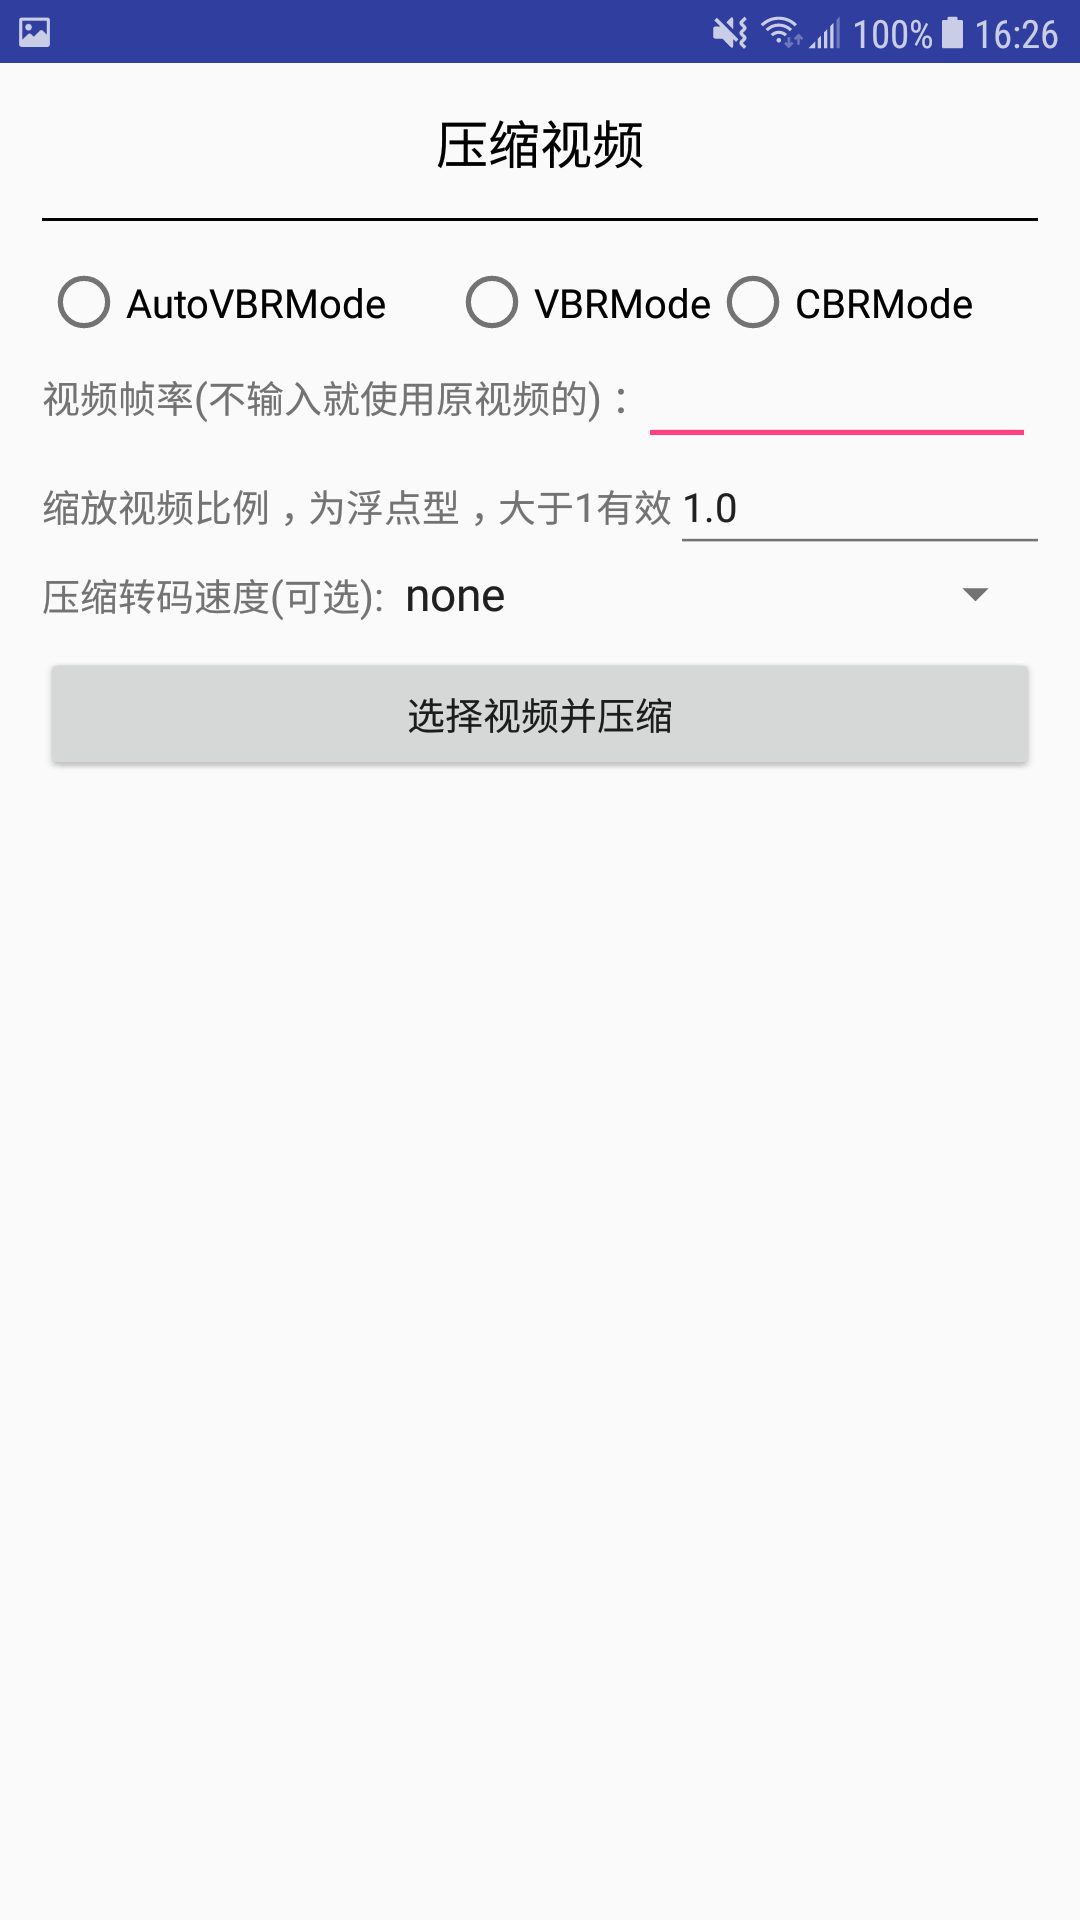 100% 16:26
压缩视频
AutoVBRMode VBRMode CBRMode
视频帧率(不输入就使用原视频的)：
缩放视频比例，为浮点型，大于1有效 1.0
压缩转码速度(可选): none
选择视频并压缩